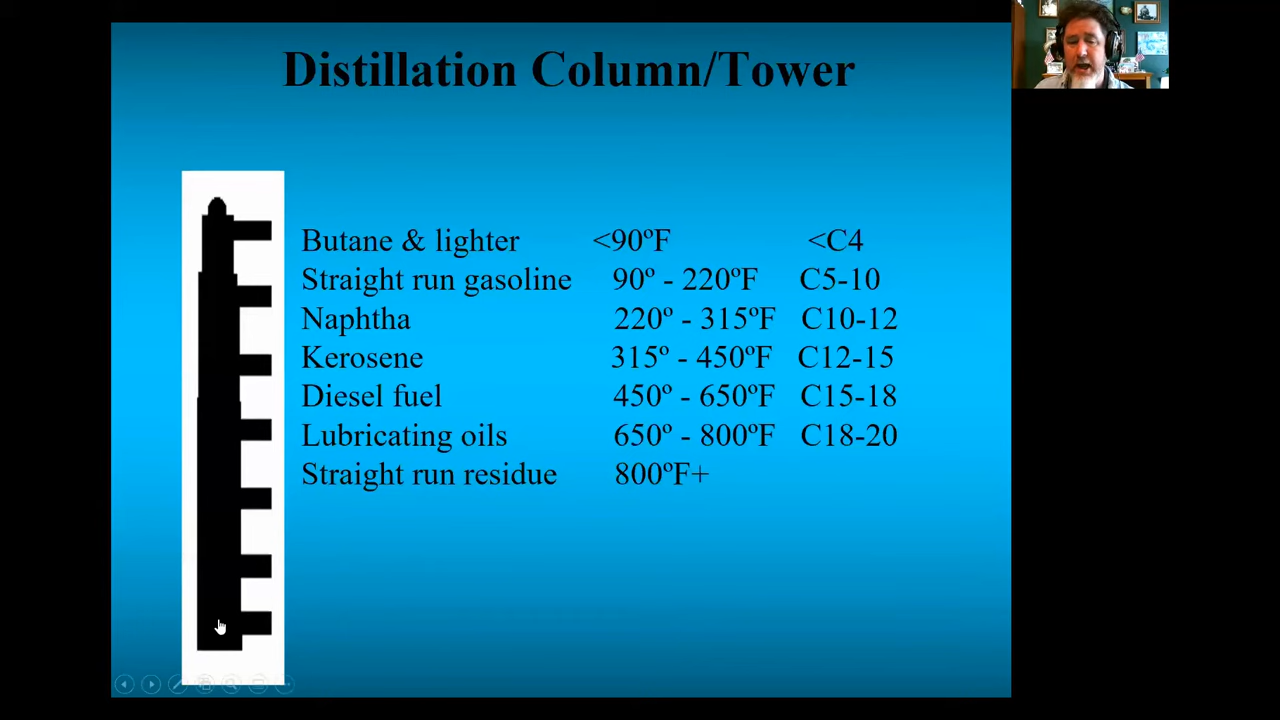 Distillation Column/Tower
Butane & lighter <90ºF <C4
Straight run gasoline 90º - 220ºF C5-10
Naphtha 220º - 315ºF C10-12
Kerosene 315º - 450ºF C12-15
Diesel fuel 450º - 650ºF C15-18
Lubricating oils 650º - 800ºF C18-20
Straight run residue 800ºF+